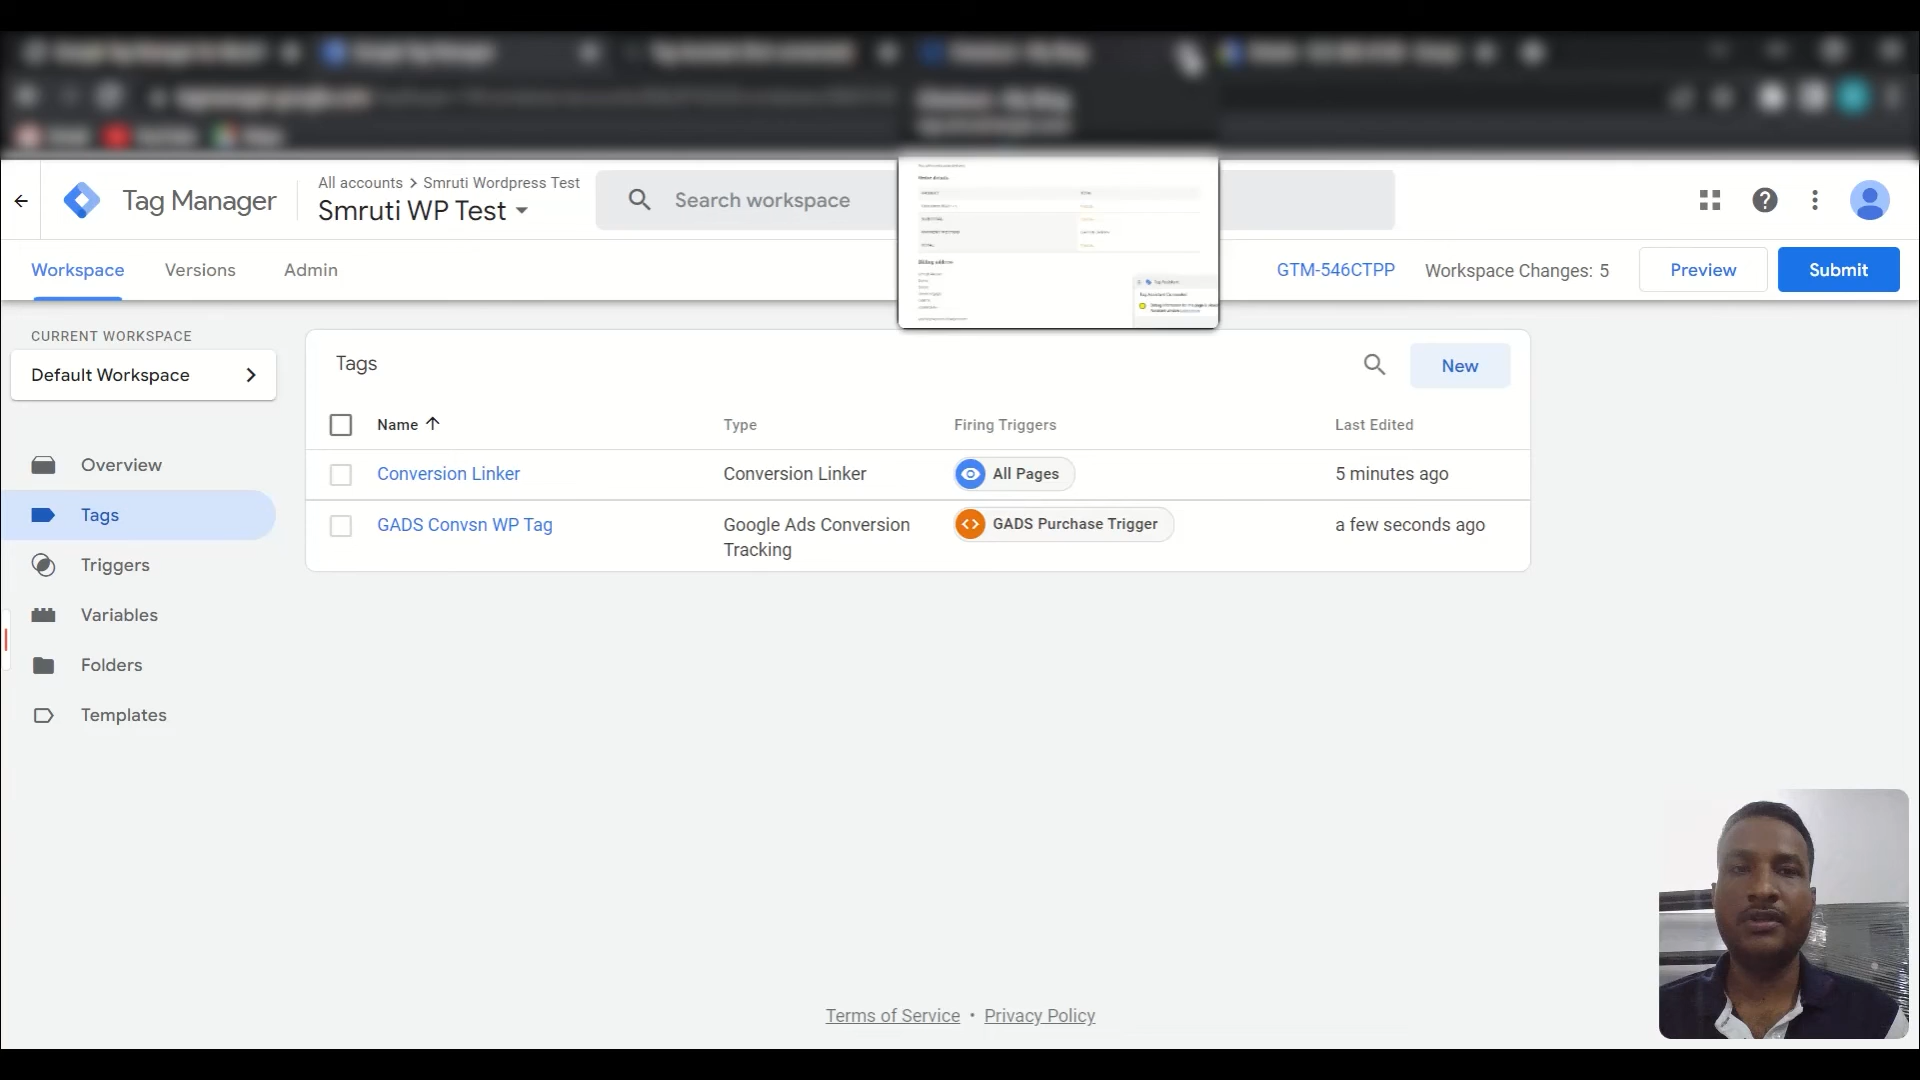 Tag Manager
All accounts > Smruti Wordpress Test
Smruti WP Test
Search workspace
Workspace
Versions
Admin
GTM-546CTPP
Workspace Changes: 5
Preview
Submit
CURRENT WORKSPACE
Default Workspace
Overview
Tags
Triggers
Variables
Folders
Templates
Tags
New
Name
Type
Firing Triggers
Last Edited
Conversion Linker
Conversion Linker
All Pages
5 minutes ago
GADS Convsn WP Tag
Google Ads Conversion
Tracking
GADS Purchase Trigger
a few seconds ago
Terms of Service • Privacy Policy